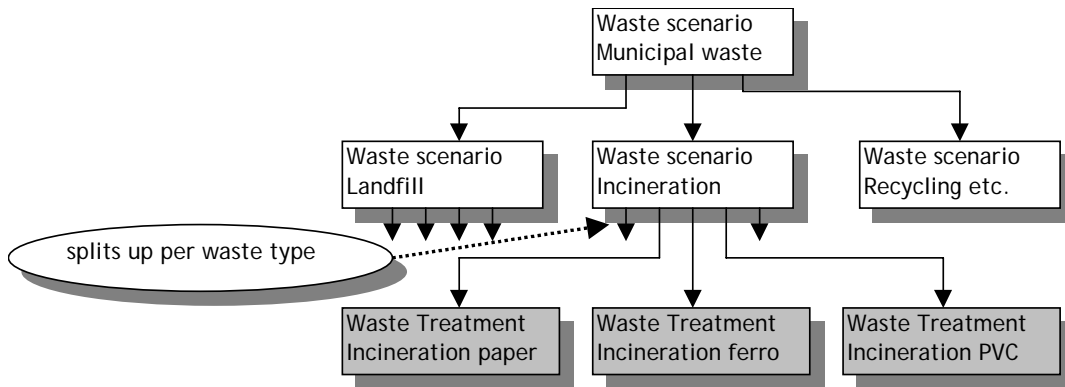 Waste scenario
Municipal waste
Waste scenario
Landfill
Waste scenario
Incineration
Waste scenario
Recycling etc.
splits up per waste type
Waste Treatment
Incineration paper
Waste Treatment
Incineration ferro
Waste Treatment
Incineration PVC